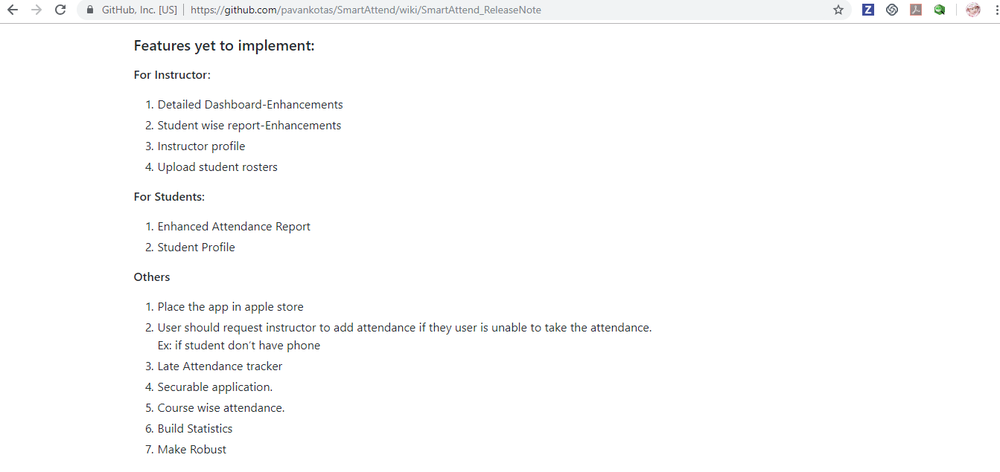 GitHub, Inc. [US] | https://github.com/pavankotas/SmartAttend/wiki/SmartAttend_ReleaseNote
Z
Features yet to implement:
For Instructor:
1. Detailed Dashboard-Enhancements
2. Student wise report-Enhancements
3. Instructor profile
4. Upload student rosters
For Students:
1. Enhanced Attendance Report
2. Student Profile
Others
1. Place the app in apple store
2. User should request instructor to add attendance if they user is unable to take the attendance.
Ex: if student don't have phone
3. Late Attendance tracker
4. Securable application.
5. Course wise attendance.
6. Build Statistics
7. Make Robust